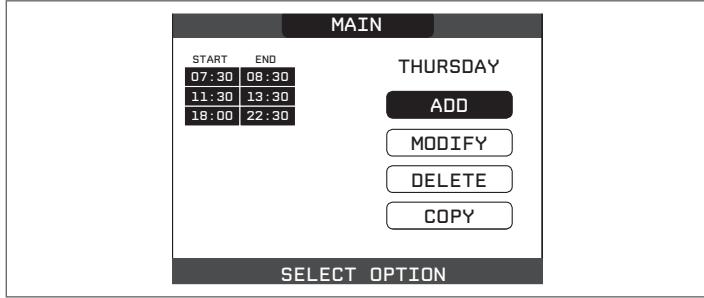 MAIN
START END
07:30 08:30
11:30 13:30
18:00 22:30
THURSDAY
ADD
MODIFY
DELETE
COPY
SELECT OPTION